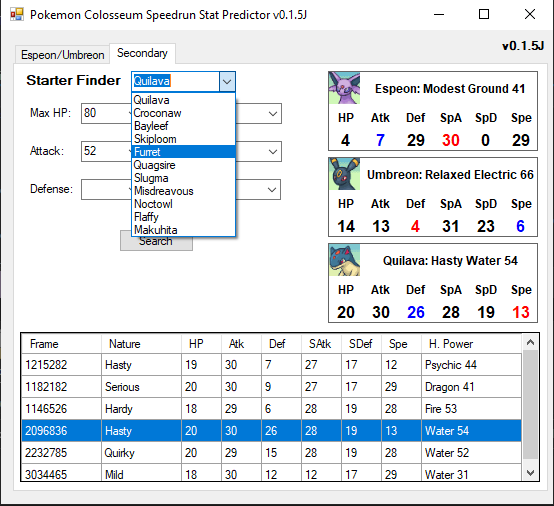 Pokemon Colosseum Speedrun Stat Predictor v0.1.5J
v0.1.5J
Espeon/Umbreon Secondary
Starter Finder Quilava
Quilava
Croconaw
Bayleef
Skiploom
Furret
Quagsire
Slugma
Misdreavous
Noctowl
Flaffy
Makuhita
Max HP: 80
Attack: 52
Defense:
Search
Espeon: Modest Ground 41
HP Atk Def SpA SpD Spe
4 7 29 30 0 29
Umbreon: Relaxed Electric 66
HP Atk Def SpA SpD Spe
14 13 4 31 23 6
Quilava: Hasty Water 54
HP Atk Def SpA SpD Spe
20 30 26 28 19 13
Frame Nature HP Atk Def SAtk SDef Spe H. Power
1215282 Hasty 19 30 7 27 17 12 Psychic 44
1182182 Serious 20 30 9 27 17 29 Dragon 41
1146526 Hardy 18 29 6 28 19 28 Fire 53
2096836 Hasty 20 30 26 28 19 13 Water 54
2232785 Quirky 20 29 15 28 19 28 Water 52
3034465 Mild 18 30 12 12 17 29 Water 31